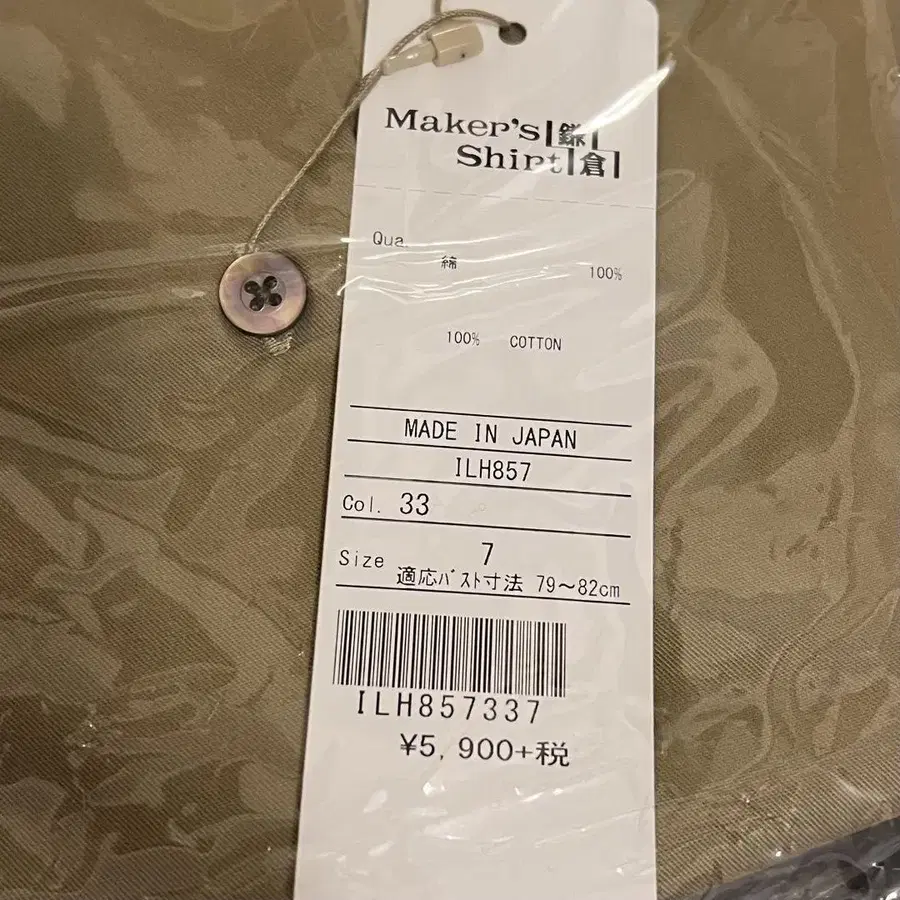 Maker's 鎌
Shirt 倉
Qua.
綿 100%
100% COTTON
MADE IN JAPAN
ILH857
Col. 33
Size 7
適応バスト寸法 79～82cm
ILH857337
¥5,900+税